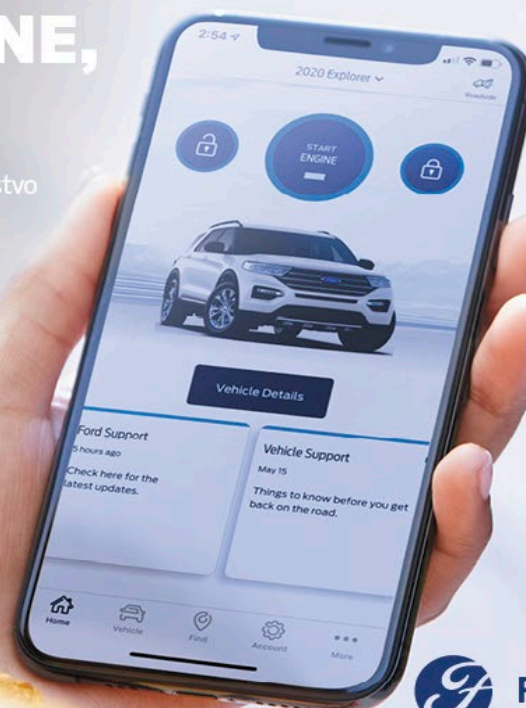 NE,
stvo
2:54
2020 Explorer
Roadside
START
ENGINE
Vehicle Details
Ford Support
5 hours ago
Check here for the
latest updates.
Vehicle Support
May 15
Things to know before you get
back on the road.
Home
Vehicle
Find
Account
More